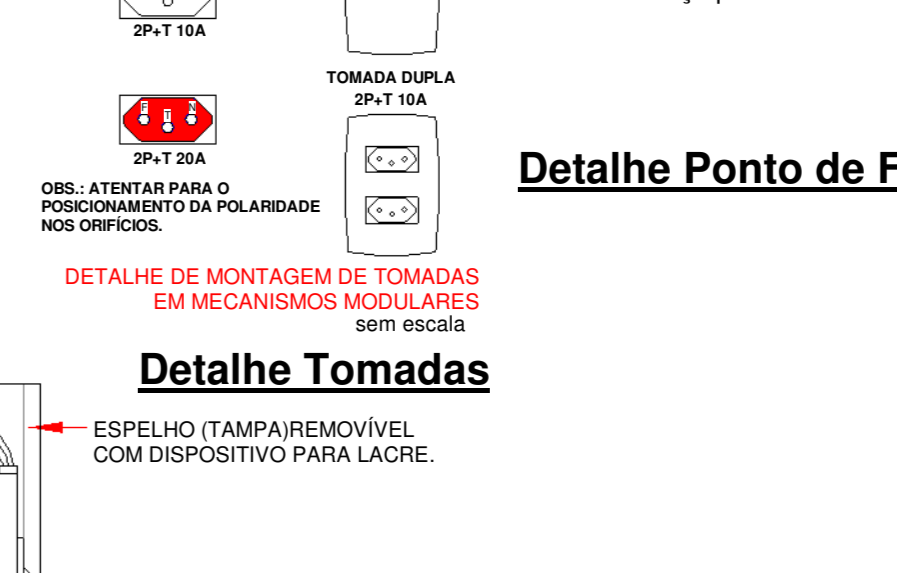 2P+T 10A
TOMADA DUPLA
2P+T 10A
F
T
N
2P+T 20A
OBS.: ATENTAR PARA O
POSICIONAMENTO DA POLARIDADE
NOS ORIFÍCIOS.
Detalhe Ponto de F
DETALHE DE MONTAGEM DE TOMADAS
EM MECANISMOS MODULARES
sem escala
Detalhe Tomadas
ESPELHO (TAMPA)REMOVÍVEL
COM DISPOSITIVO PARA LACRE.